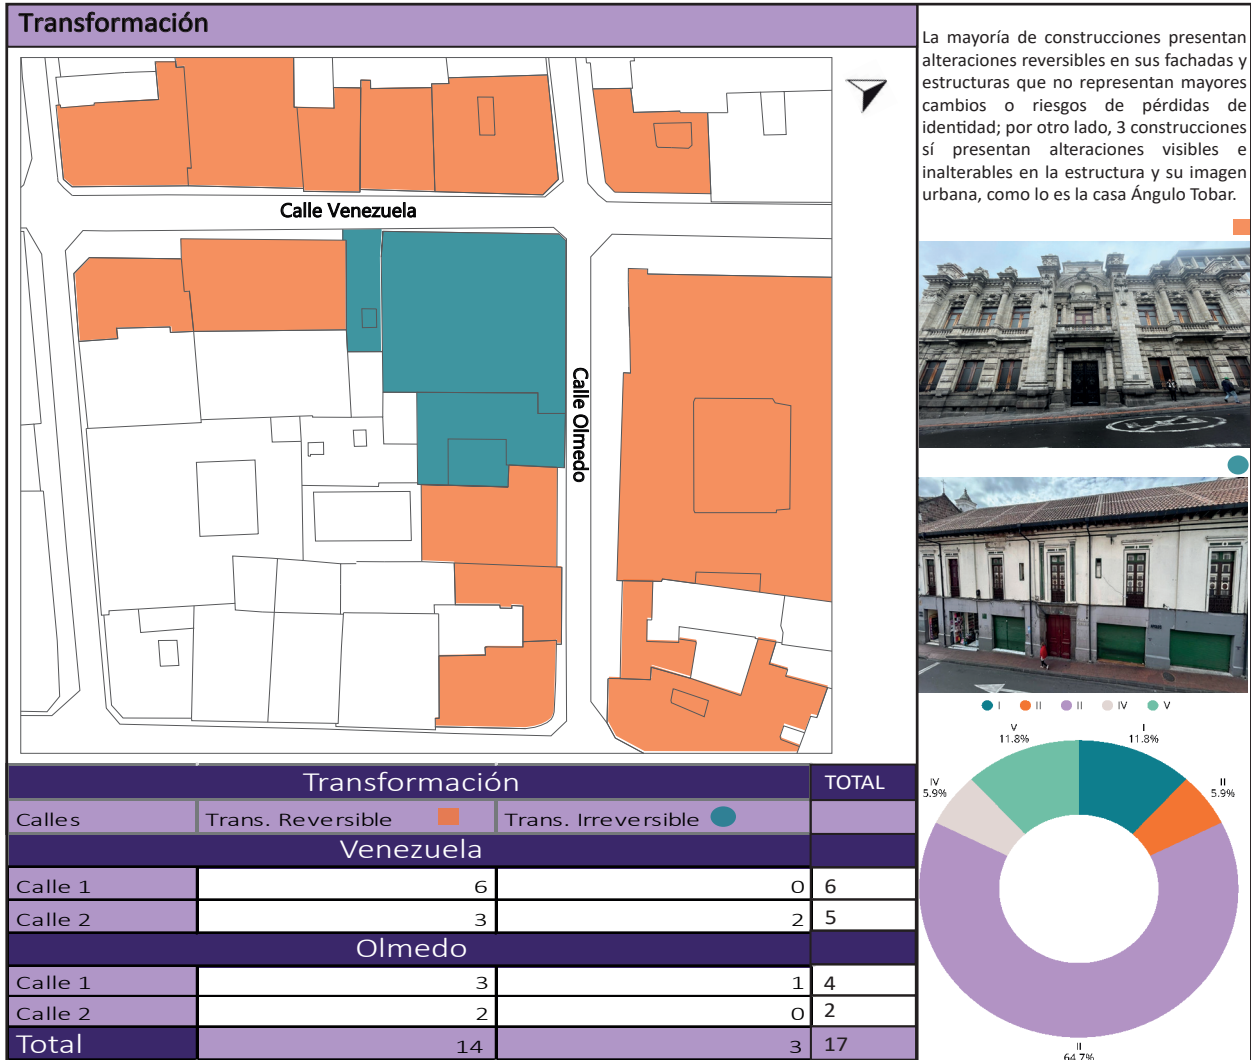 Transformación
La mayoría de construcciones presentan
alteraciones reversibles en sus fachadas y
estructuras que no representan mayores
cambios o riesgos de pérdidas de
identidad; por otro lado, 3 construcciones
sí presentan alteraciones visibles e
inalterables en la estructura y su imagen
urbana, como lo es la casa Ángulo Tobar.
Calle Venezuela
Calle Olmedo
I II II IV V
V
11.8%
I
11.8%
IV
5.9%
II
5.9%
II
64.7%
Transformación TOTAL
Calles Trans. Reversible Trans. Irreversible
Venezuela
Calle 1 6 0 6
Calle 2 3 2 5
Olmedo
Calle 1 3 1 4
Calle 2 2 0 2
Total 14 3 17